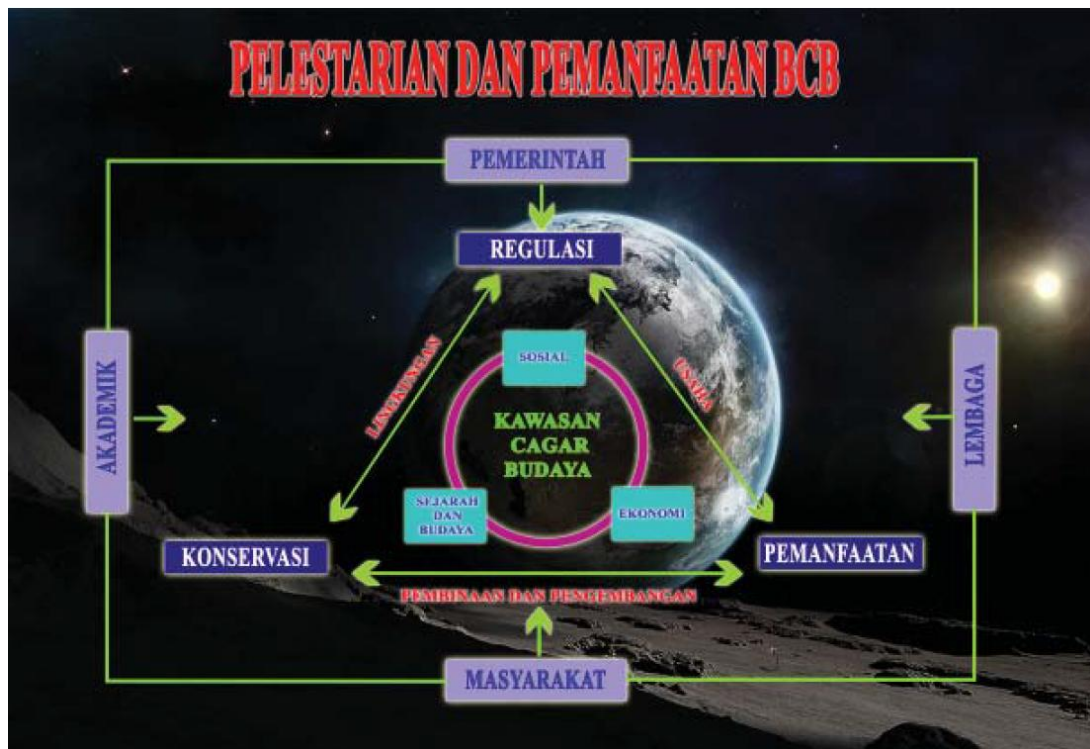 PELESTARIAN DAN PEMANFAATAN BCB
PEMERINTAH
REGULASI
LINGKUNGAN
USAHA
SOSIAL
KAWASAN
CAGAR
BUDAYA
SEJARAH
DAN
BUDAYA
EKONOMI
AKADEMIK
LEMBAGA
KONSERVASI
PEMANFAATAN
PEMBINAAN DAN PENGEMBANGAN
MASYARAKAT